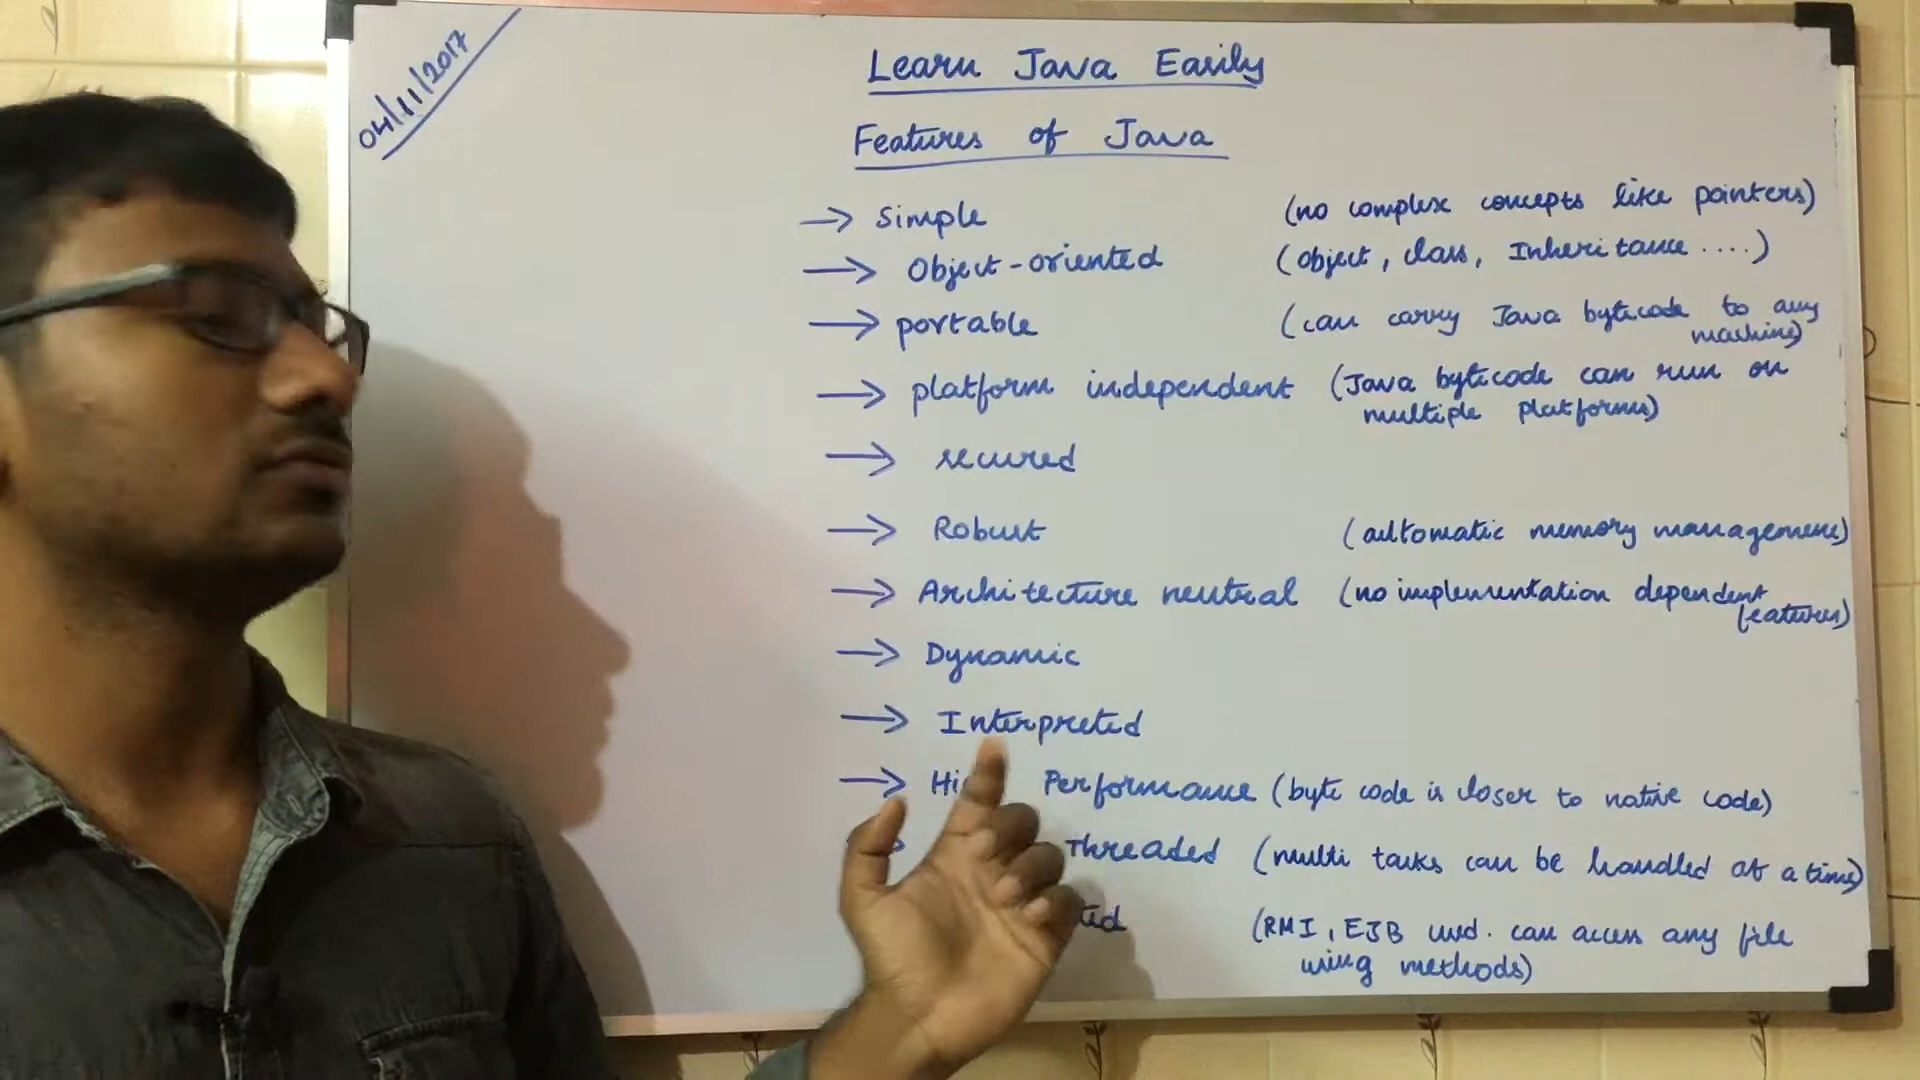 04/11/2017
Learn Java Easily
Features of Java
→ Simple (no complex concepts like pointers)
→ Object-oriented (object, class, Inheritance ....)
→ portable (can carry Java bytecode to any
machine)
→ platform independent (Java bytecode can run on
multiple platforms)
→ secured
→ Robust (automatic memory management)
→ Architecture neutral (no implementation dependent
features)
→ Dynamic
→ Interpreted
→ Hi Performance (byte code is closer to native code)
Threaded (multi tasks can be handled at a time)
ted (RMI, EJB used. can access any file
using methods)